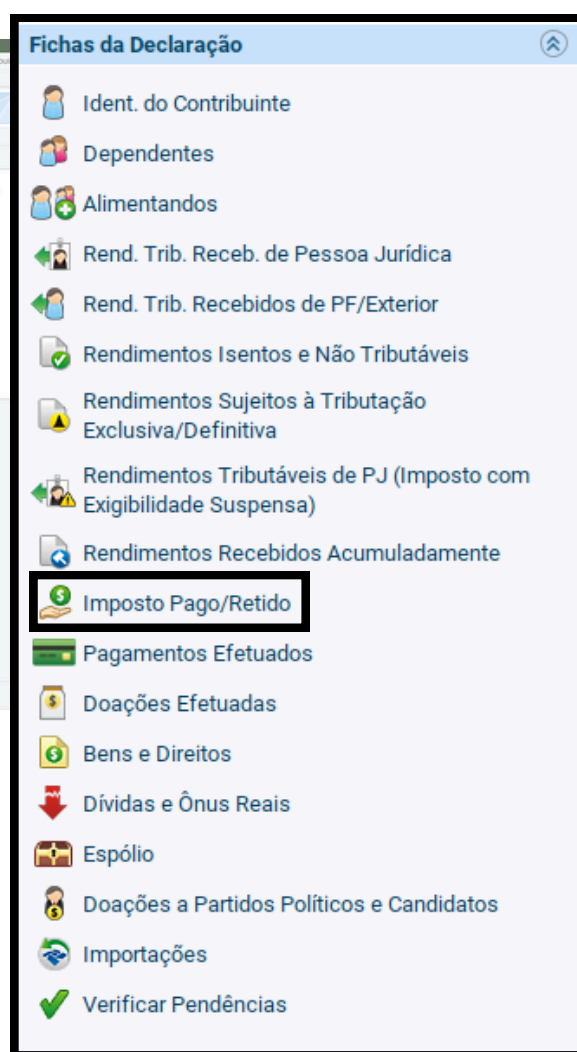 Fichas da Declaração
Ident. do Contribuinte
Dependentes
Alimentandos
Rend. Trib. Receb. de Pessoa Jurídica
Rend. Trib. Recebidos de PF/Exterior
Rendimentos Isentos e Não Tributáveis
Rendimentos Sujeitos à Tributação
Exclusiva/Definitiva
Rendimentos Tributáveis de PJ (Imposto com
Exigibilidade Suspensa)
Rendimentos Recebidos Acumuladamente
Imposto Pago/Retido
Pagamentos Efetuados
Doações Efetuadas
Bens e Direitos
Dívidas e Ônus Reais
Espólio
Doações a Partidos Políticos e Candidatos
Importações
Verificar Pendências